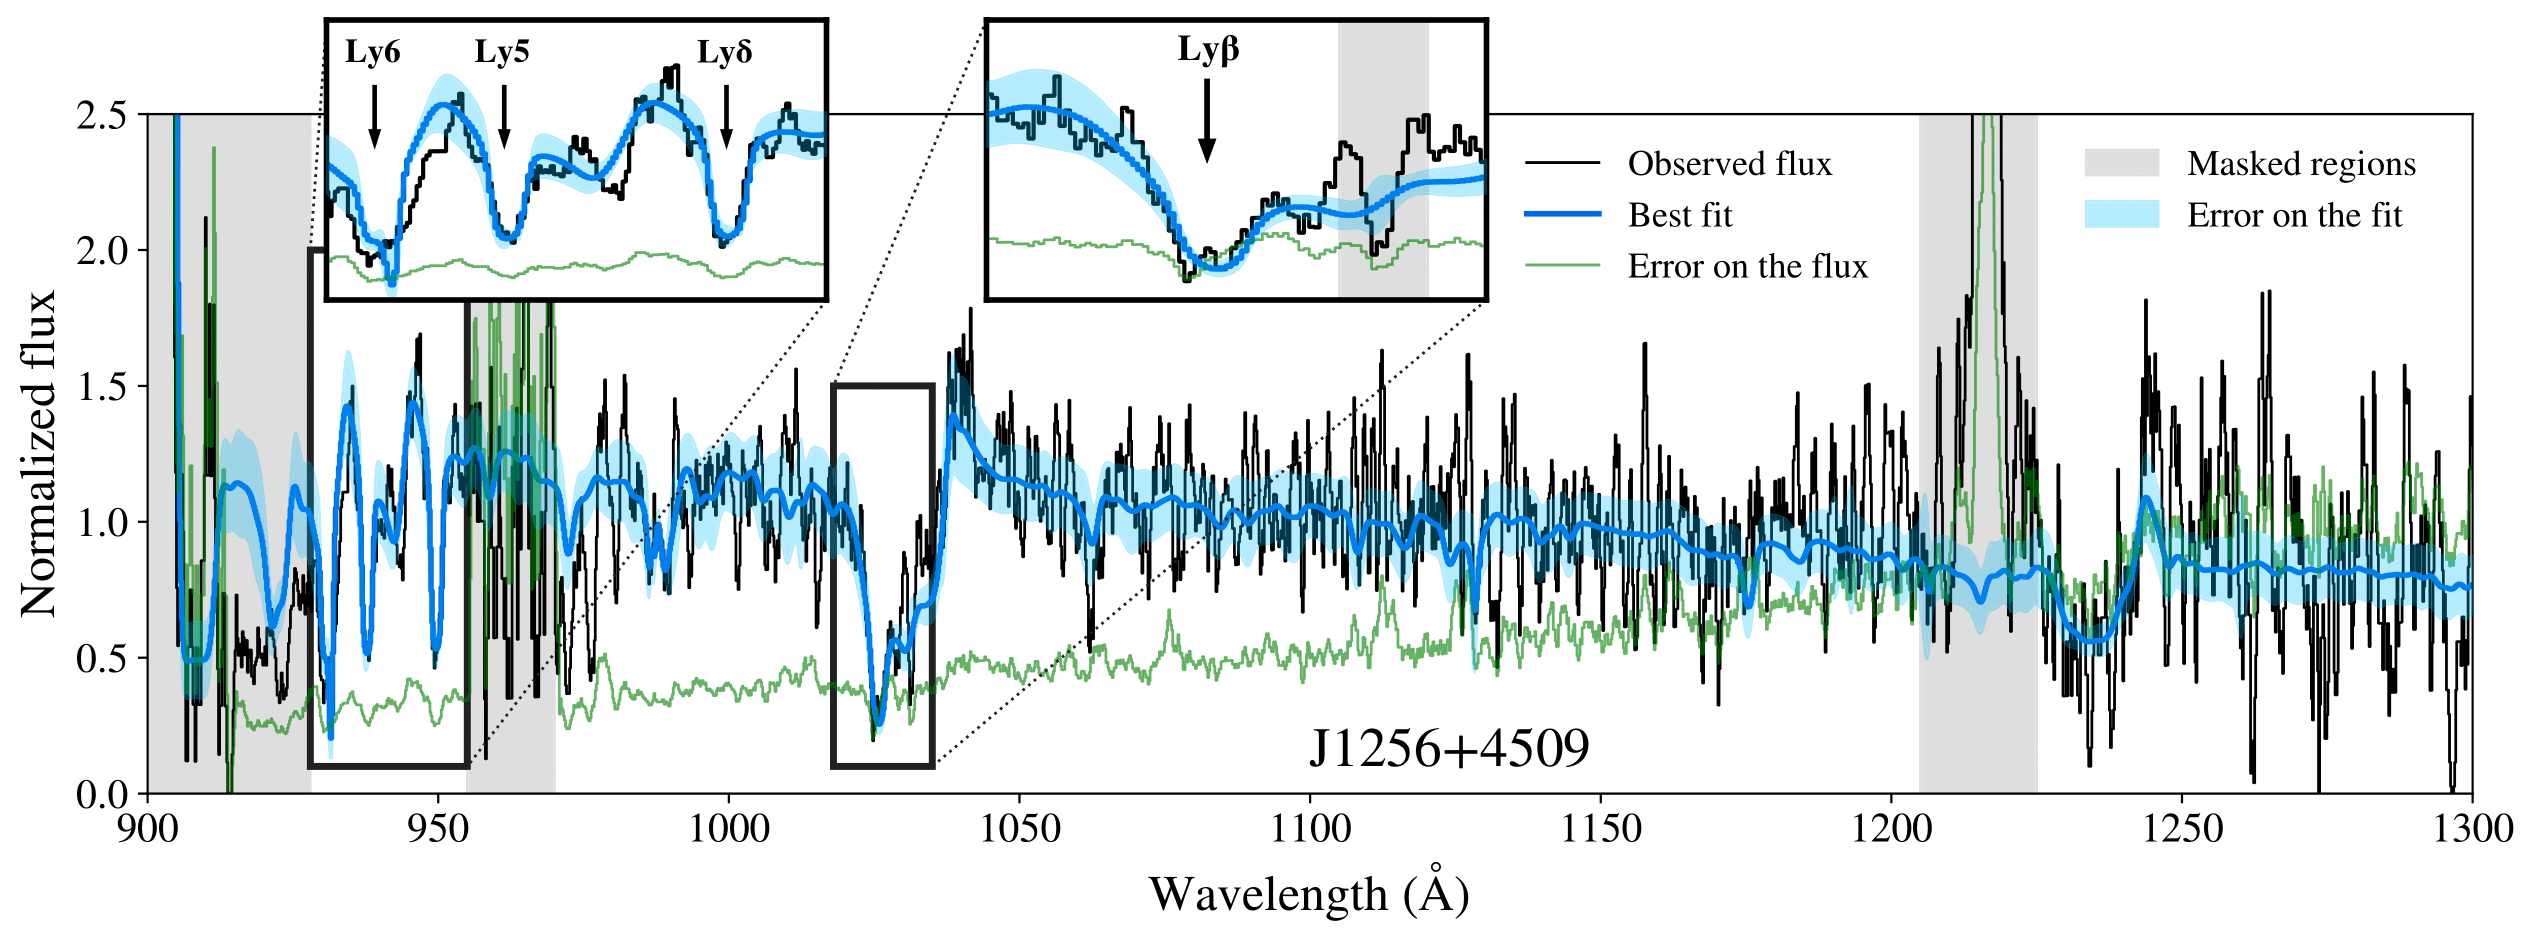 Ly6 Ly5 Lyδ
Lyβ
Observed flux
Best fit
Error on the flux
Masked regions
Error on the fit
Normalized flux
2.5
2.0
1.5
1.0
0.5
0.0
J1256+4509
900 950 1000 1050 1100 1150 1200 1250 1300
Wavelength (Å)